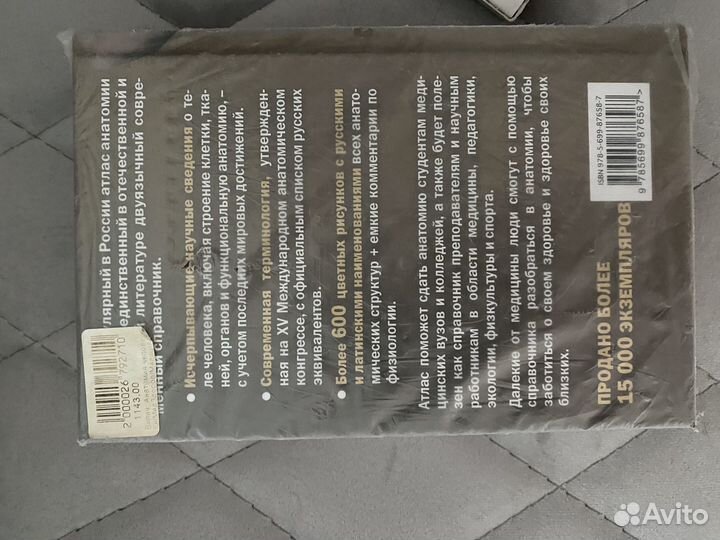 улярный в России атлас анатомии
единственный в отечественной и
литературе двуязычный совре-
менный справочник.
2 000026 792710
1143.00
• Исчерпывающие научные сведения о те-
ле человека, включая строение клетки, тка-
ней, органов и функциональную анатомию, –
с учетом последних мировых достижений.
• Современная терминология, утвержден-
ная на XV Международном анатомическом
конгрессе, с официальным списком русских
эквивалентов.
• Более 600 цветных рисунков с русскими
и латинскими наименованиями всех анато-
мических структур + емкие комментарии по
физиологии.
Атлас поможет сдать анатомию студентам меди-
цинских вузов и колледжей, а также будет поле-
зен как справочник преподавателям и научным
работникам в области медицины, педагогики,
экологии, физкультуры и спорта.
Далекие от медицины люди смогут с помощью
справочника разобраться в анатомии, чтобы
заботиться о своем здоровье и здоровье своих
близких.
ПРОДАНО БОЛЕЕ
15 000 ЭКЗЕМПЛЯРОВ
ISBN 978-5-699-87658-7
9 785699 876587 >
Avito